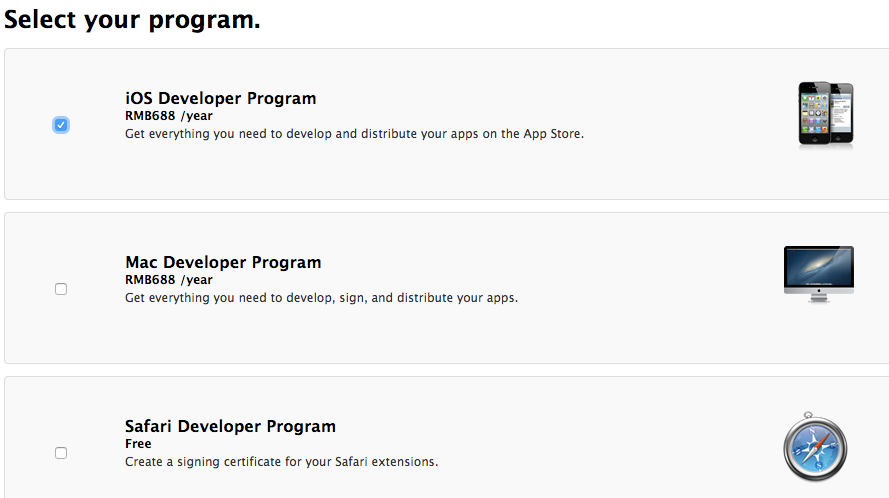 Select your program.
iOS Developer Program
RMB688 /year
Get everything you need to develop and distribute your apps on the App Store.
Mac Developer Program
RMB688 /year
Get everything you need to develop, sign, and distribute your apps.
Safari Developer Program
Free
Create a signing certificate for your Safari extensions.